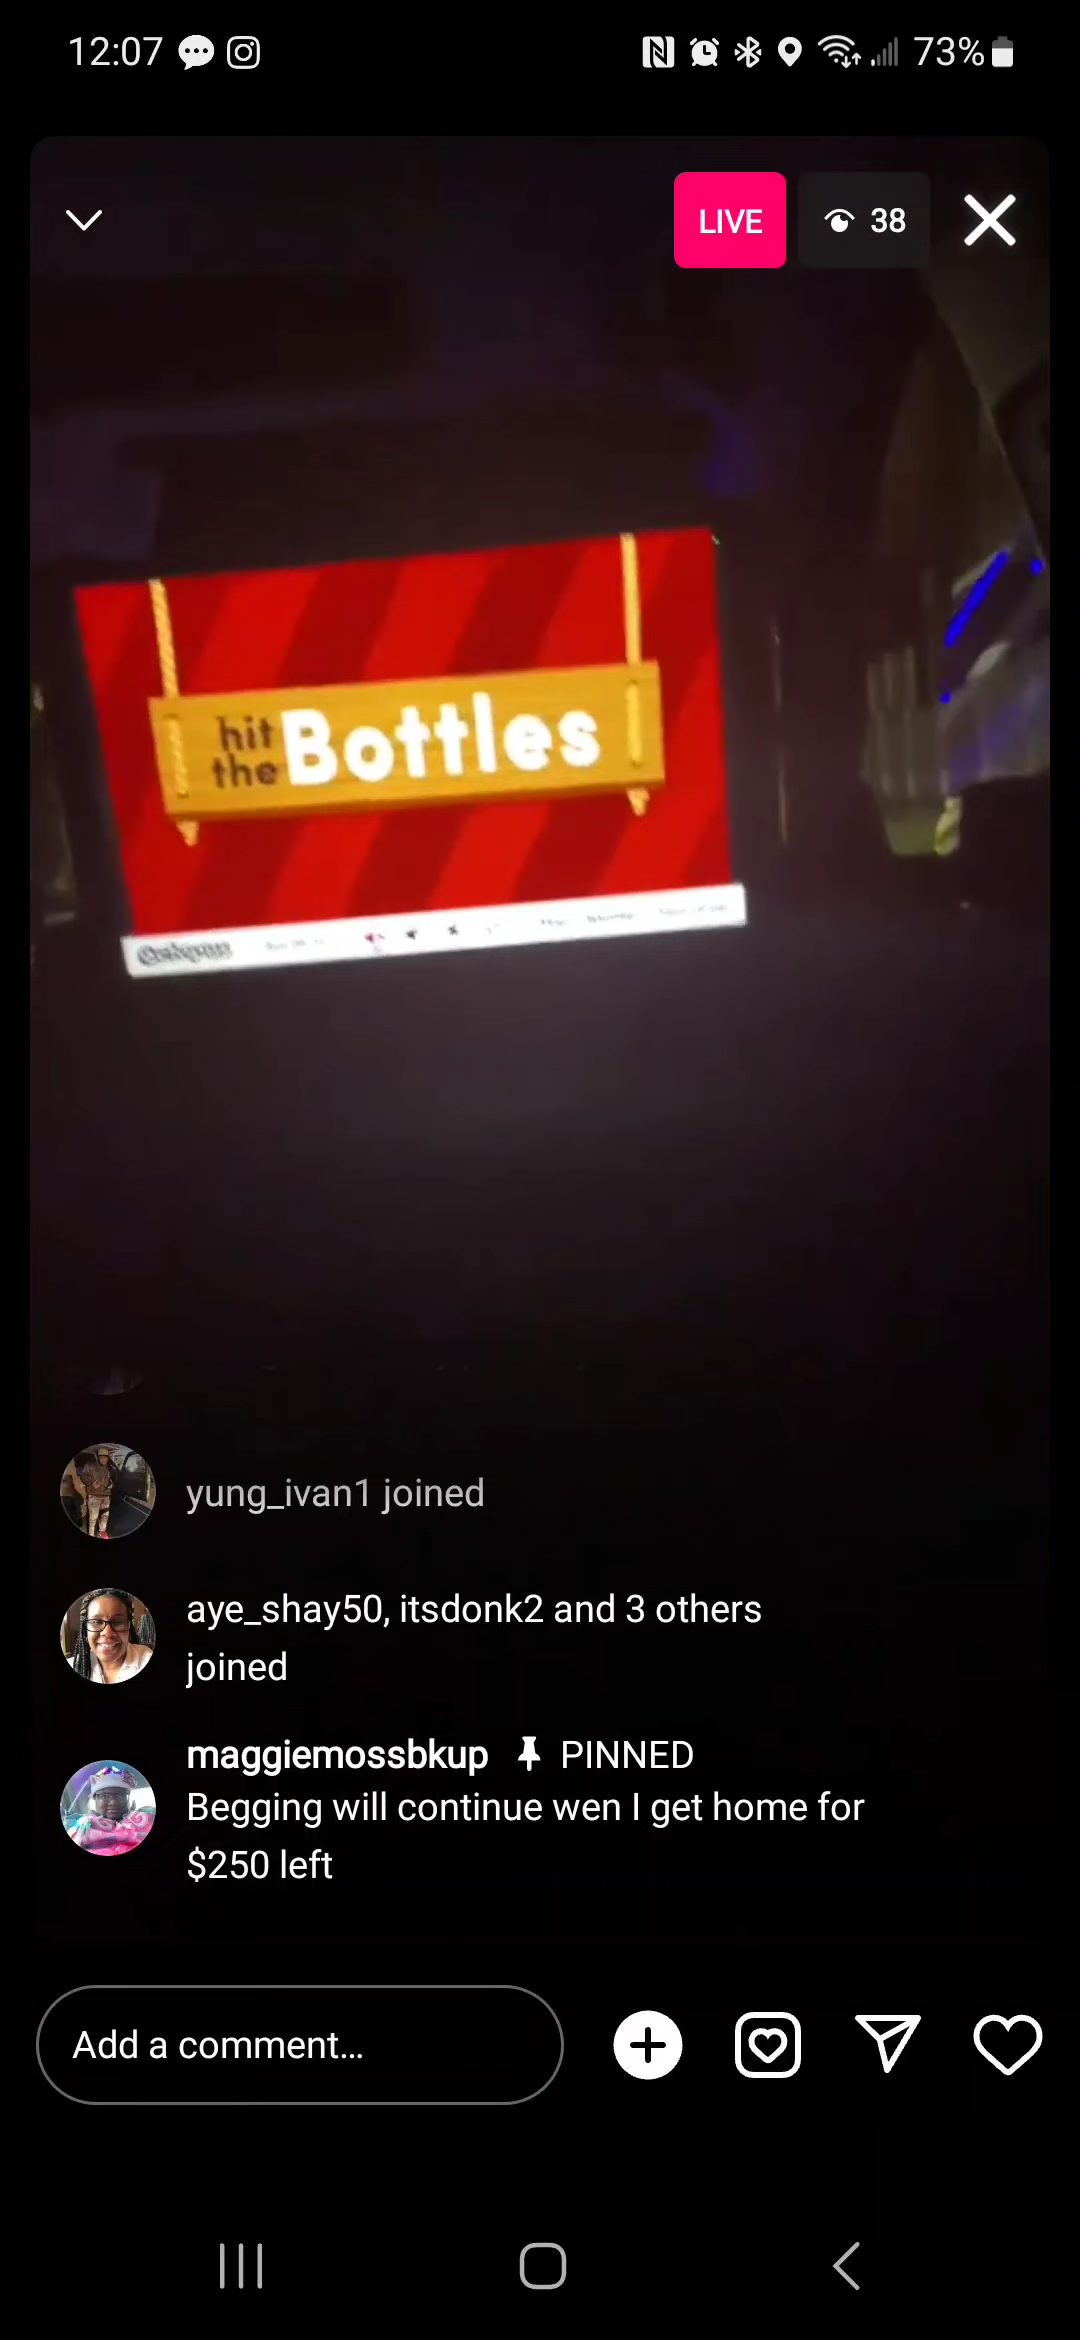 12:07
73%
LIVE
38
hit
the Bottles
yung_ivan1 joined
aye_shay50, itsdonk2 and 3 others
joined
maggiemossbkup PINNED
Begging will continue wen I get home for
$250 left
Add a comment...